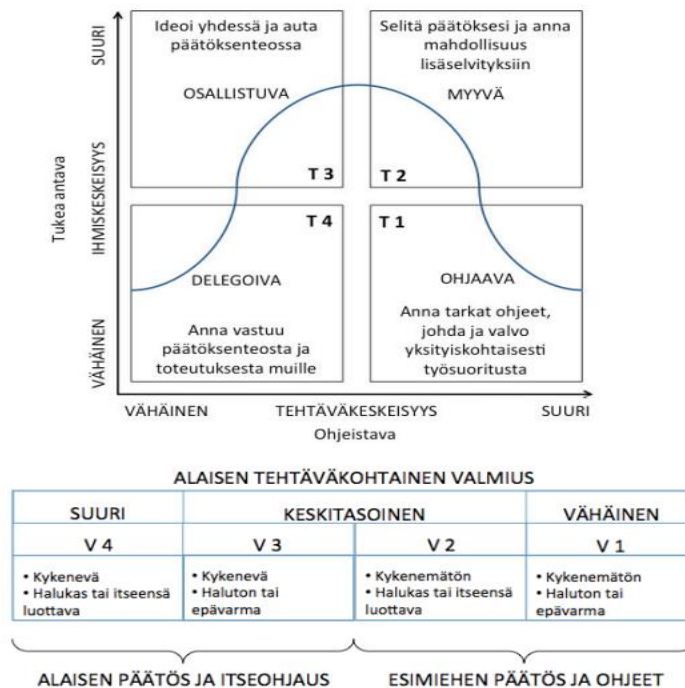 Ideoi yhdessä ja auta
päätöksenteossa
OSALLISTUVA
T 3
Selitä päätöksesi ja anna
mahdollisuus
lisäselvityksiin
MYYVÄ
T 2
T 4
DELEGOIVA
Anna vastuu
päätöksenteosta ja
toteutuksesta muille
T 1
OHJAAVA
Anna tarkat ohjeet,
johda ja valvo
yksityiskohtaisesti
työsuoritusta
SUURI
IHMISKESKEISYYS
Tukea antava
VÄHÄINEN
VÄHÄINEN TEHTÄVÄKESKEISYYS SUURI
Ohjeistava
ALAISEN TEHTÄVÄKOHTAINEN VALMIUS
SUURI KESKITASOINEN VÄHÄINEN
V 4 V 3 V 2 V 1
• Kykenevä
• Halukas tai itseensä
luottava
• Kykenevä
• Haluton tai
epävarma
• Kykenemätön
• Halukas tai itseensä
luottava
• Kykenemätön
• Haluton tai
epävarma
ALAISEN PÄÄTÖS JA ITSEOHJAUS ESIMIEHEN PÄÄTÖS JA OHJEET